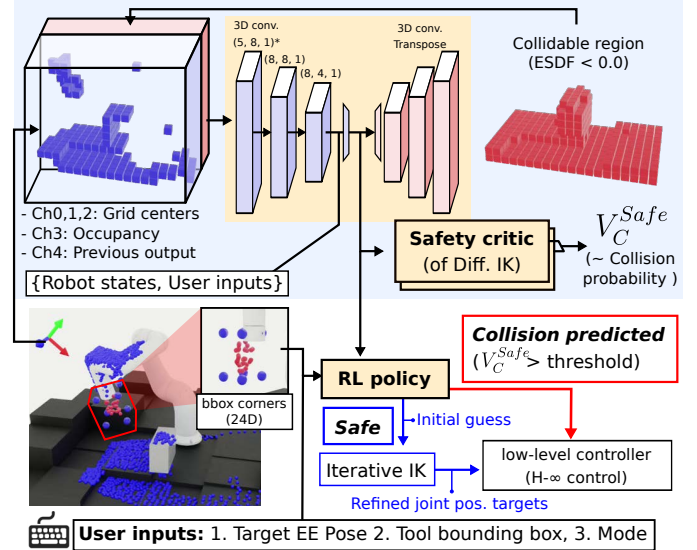 3D conv.
(5, 8, 1)*
(8, 8, 1)
(8, 4, 1)
3D conv.
Transpose
Collidable region
(ESDF < 0.0)
- Ch0,1,2: Grid centers
- Ch3: Occupancy
- Ch4: Previous output
{Robot states, User inputs}
Safety critic
(of Diff. IK)
V_C^{Safe}
(~ Collision
probability )
bbox corners
(24D)
Collision predicted
(V_C^{Safe} > threshold)
RL policy
Safe
Initial guess
Iterative IK
low-level controller
(H-∞ control)
Refined joint pos. targets
User inputs: 1. Target EE Pose 2. Tool bounding box, 3. Mode